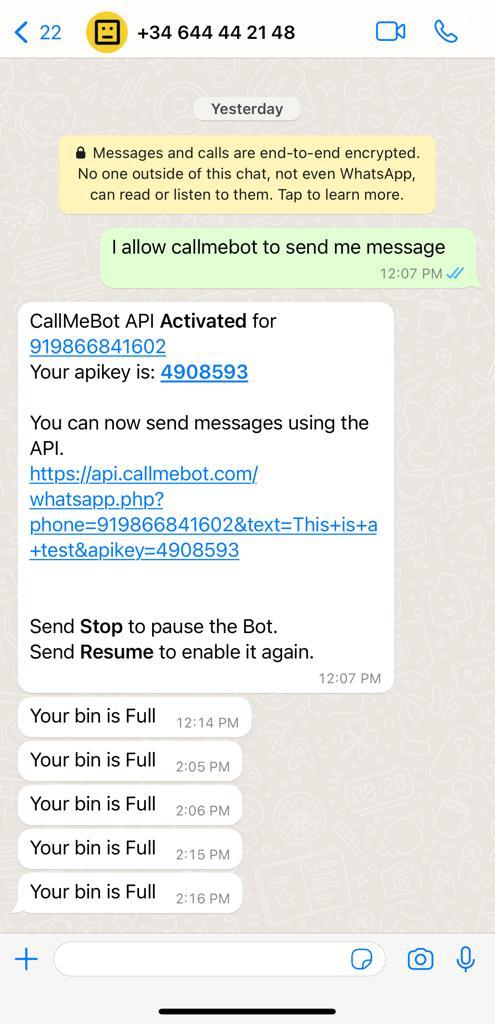 22
+34 644 44 21 48
Yesterday
Messages and calls are end-to-end encrypted.
No one outside of this chat, not even WhatsApp,
can read or listen to them. Tap to learn more.
I allow callmebot to send me message
12:07 PM
CallMeBot API Activated for
919866841602
Your apikey is: 4908593
You can now send messages using the
API.
https://api.callmebot.com/
whatsapp.php?
phone=919866841602&text=This+is+a
+test&apikey=4908593
Send Stop to pause the Bot.
Send Resume to enable it again.
12:07 PM
Your bin is Full 12:14 PM
Your bin is Full 2:05 PM
Your bin is Full 2:06 PM
Your bin is Full 2:15 PM
Your bin is Full 2:16 PM